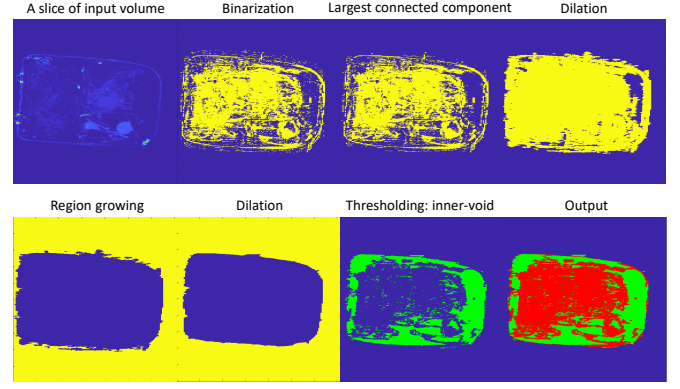 A slice of input volume
Binarization
Largest connected component
Dilation
Region growing
Dilation
Thresholding: inner-void
Output